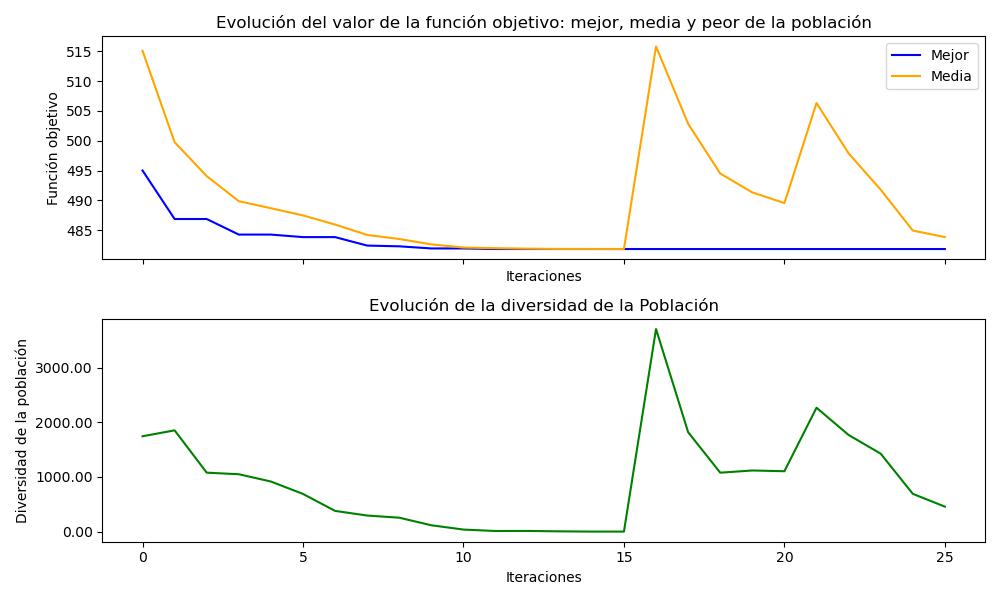 Evolución del valor de la función objetivo: mejor, media y peor de la población
Función objetivo
515
510
505
500
495
490
485
Mejor
Media
Iteraciones
Evolución de la diversidad de la Población
Diversidad de la población
3000.00
2000.00
1000.00
0.00
0
5
10
15
20
25
Iteraciones